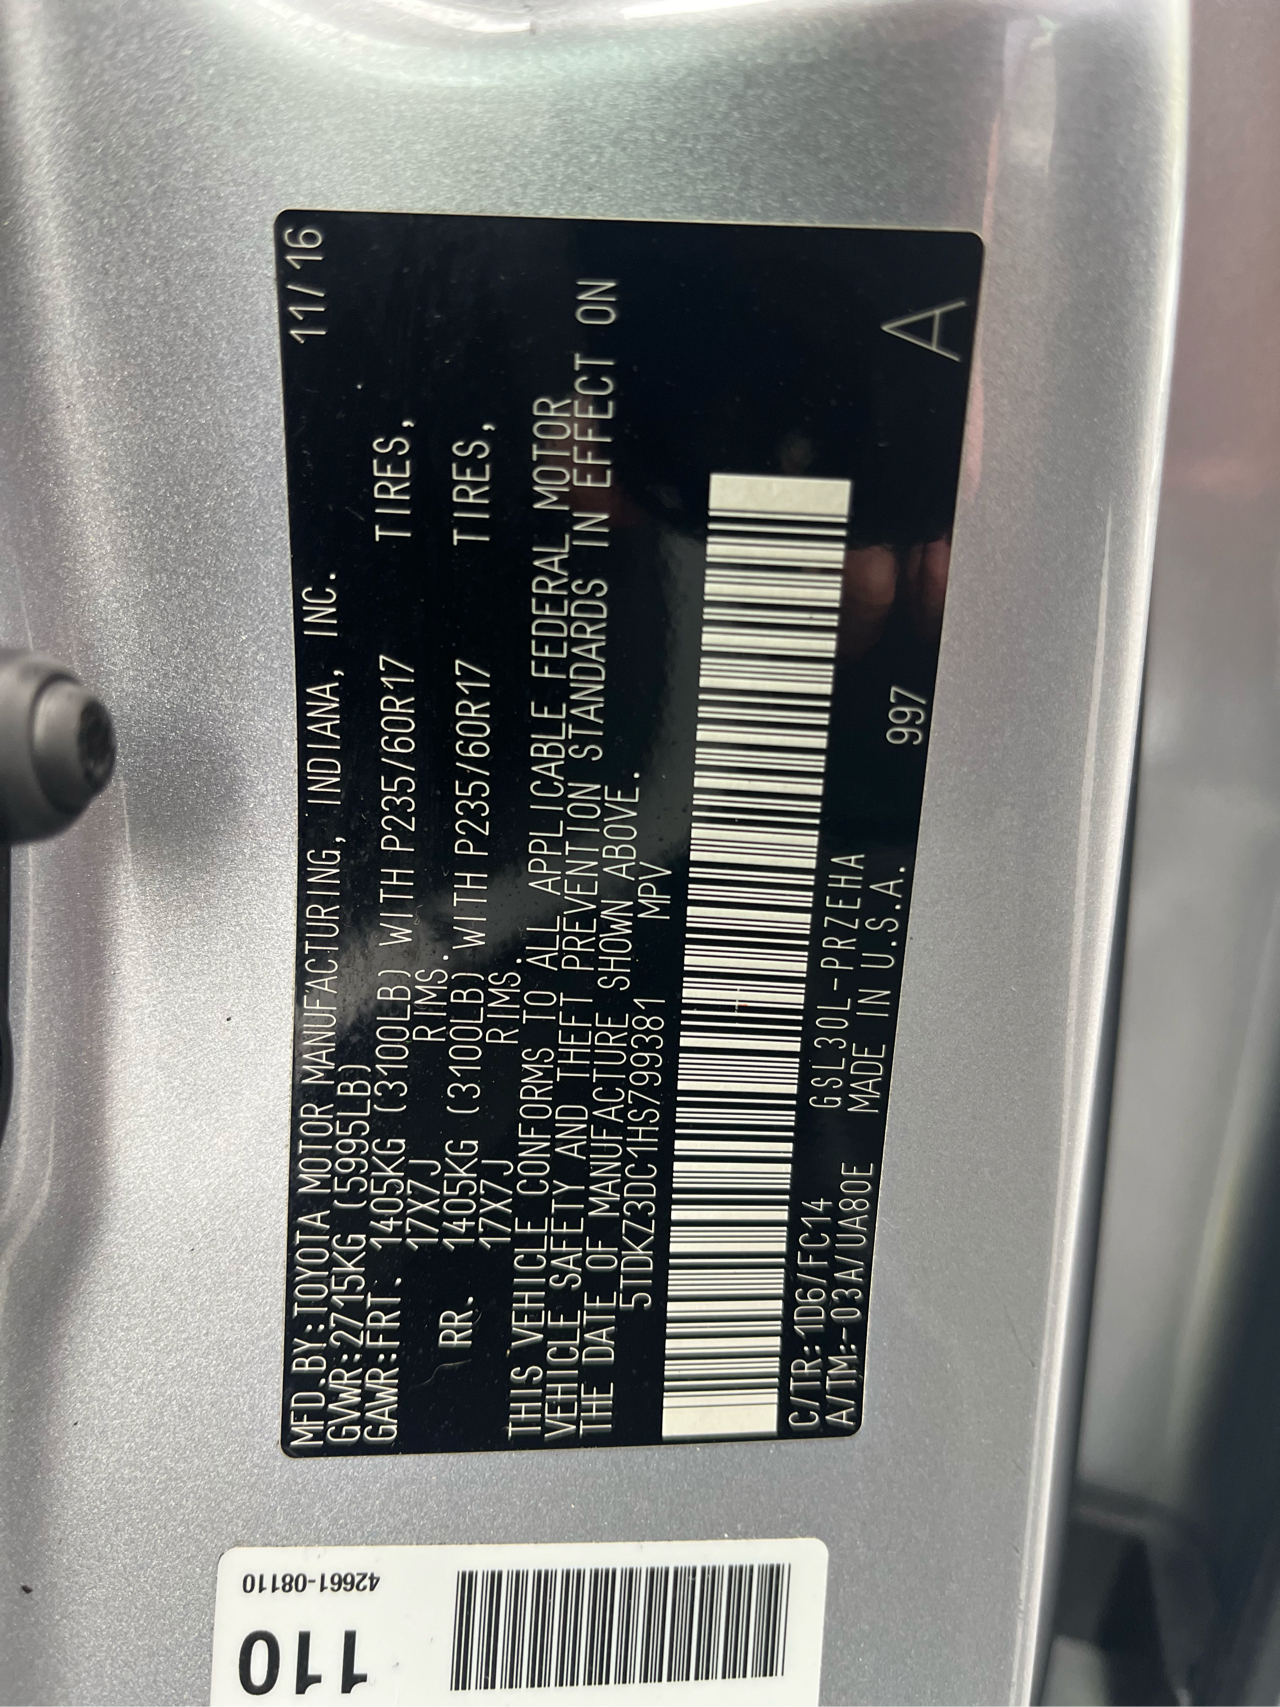 MFD.BY:TOYOTA MOTOR MANUFACTURING, INDIANA, INC. 11/16
GVWR:2715KG (5995LB)
GAWR:FRT. 1405KG (3100LB) WITH P235/60R17 TIRES,
17X7J RIMS.
RR. 1405KG (3100LB) WITH P235/60R17 TIRES,
17X7J RIMS.
THIS VEHICLE CONFORMS TO ALL APPLICABLE FEDERAL MOTOR
VEHICLE SAFETY AND THEFT PREVENTION STANDARDS IN EFFECT ON
THE DATE OF MANUFACTURE SHOWN ABOVE.
5TDKZ3DC1HS799381 MPV
C/TR:1D6/FC14 GSL30L-PRZEHA
A/TM:-03A/UA80E MADE IN U.S.A. 997
A
42661-08110
110